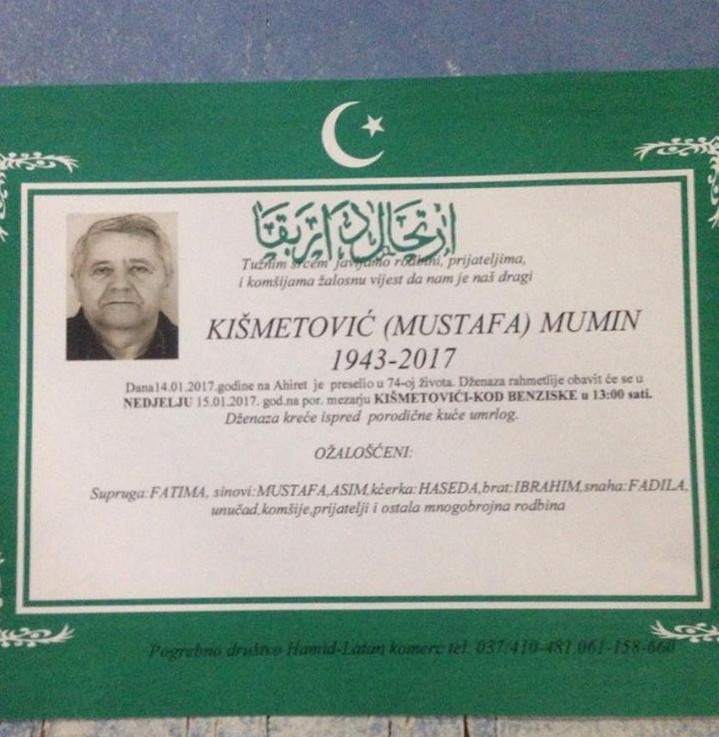 ارتحال دار بقا
Tužnim srcem javljamo rodbini, prijateljima,
i komšijama žalosnu vijest da nam je naš dragi
KIŠMETOVIĆ (MUSTAFA) MUMIN
1943-2017
Dana14.01.2017.godine na Ahiret je preselio u 74-oj života. Dženaza rahmetlije obavit će se u
NEDJELJU 15.01.2017. god.na por. mezarju KIŠMETOVIĆI-KOD BENZISKE u 13:00 sati.
Dženaza kreće ispred porodične kuće umrlog.
OŽALOŠĆENI:
Supruga:FATIMA, sinovi:MUSTAFA,ASIM,kćerka:HASEDA,brat:IBRAHIM,snaha:FADILA,
unučad,komšije,prijatelji i ostala mnogobrojna rodbina
Pogrebno društvo Hamid-Latan komerc tel. 037/410-481,061-158-660